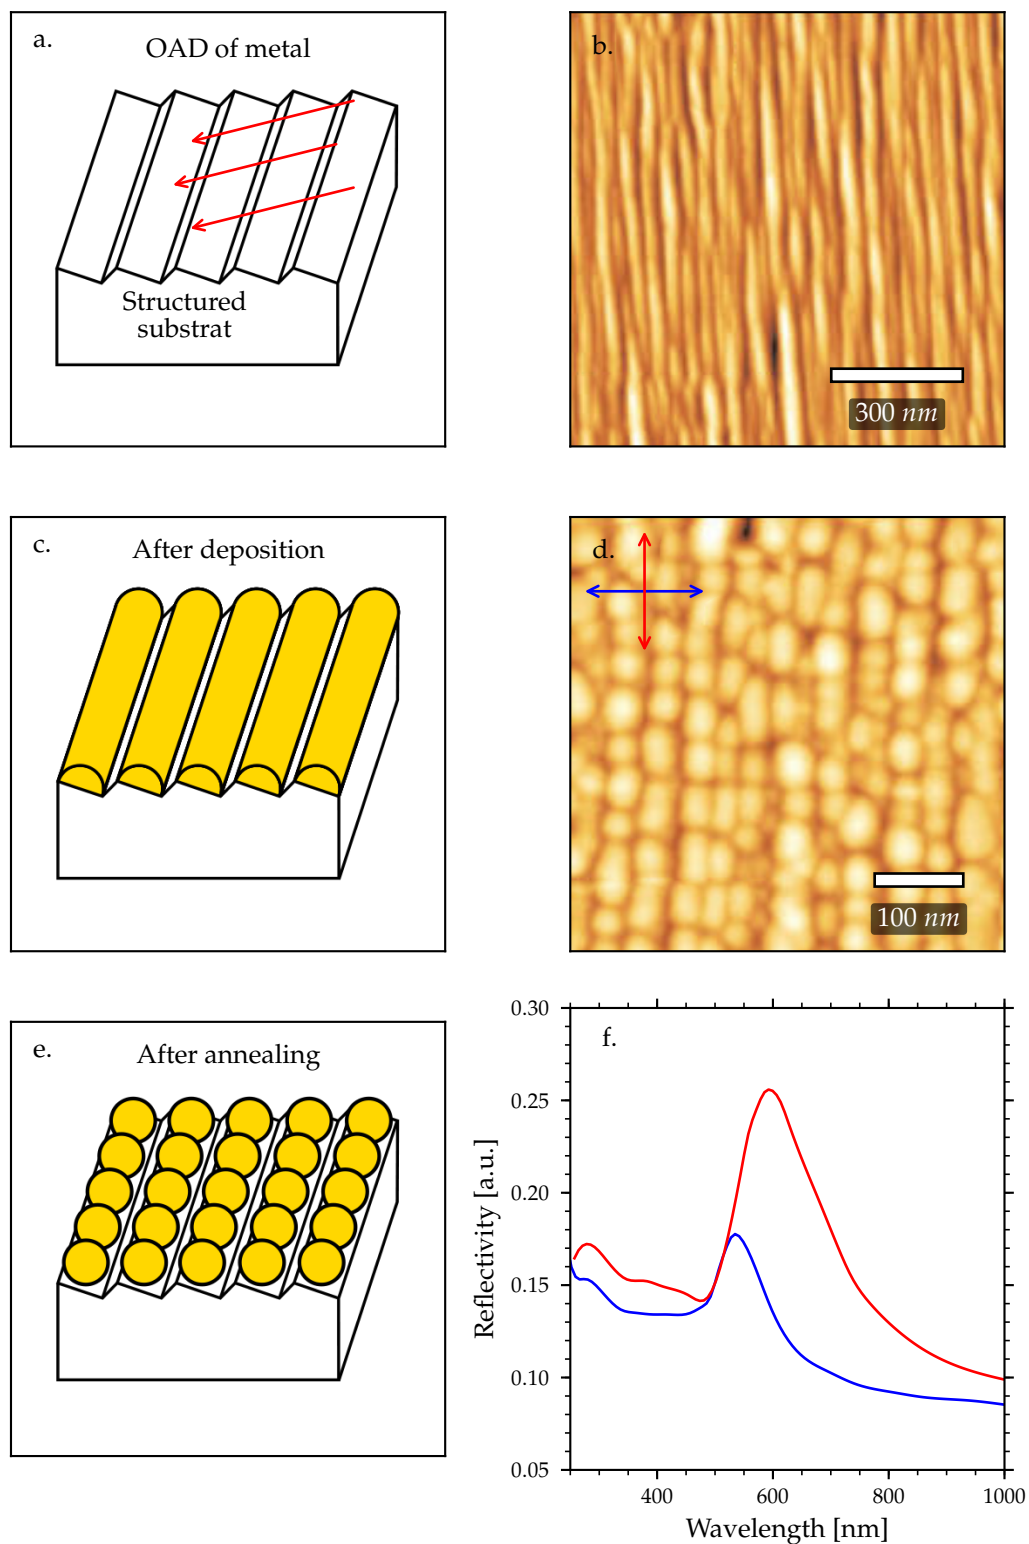 a.
OAD of metal
Structured
substrat
b.
300 nm
c.
After deposition
d.
100 nm
e.
After annealing
f.
0.30
0.25
0.20
0.15
0.10
0.05
Reflectivity [a.u.]
400
600
800
1000
Wavelength [nm]